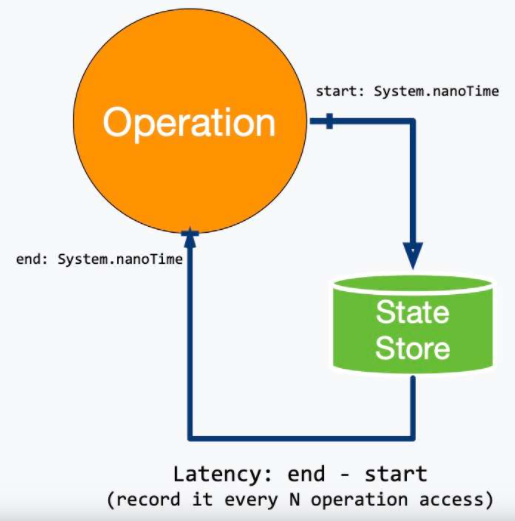 start: System.nanoTime
Operation
end: System.nanoTime
State
Store
Latency: end - start
(record it every N operation access)